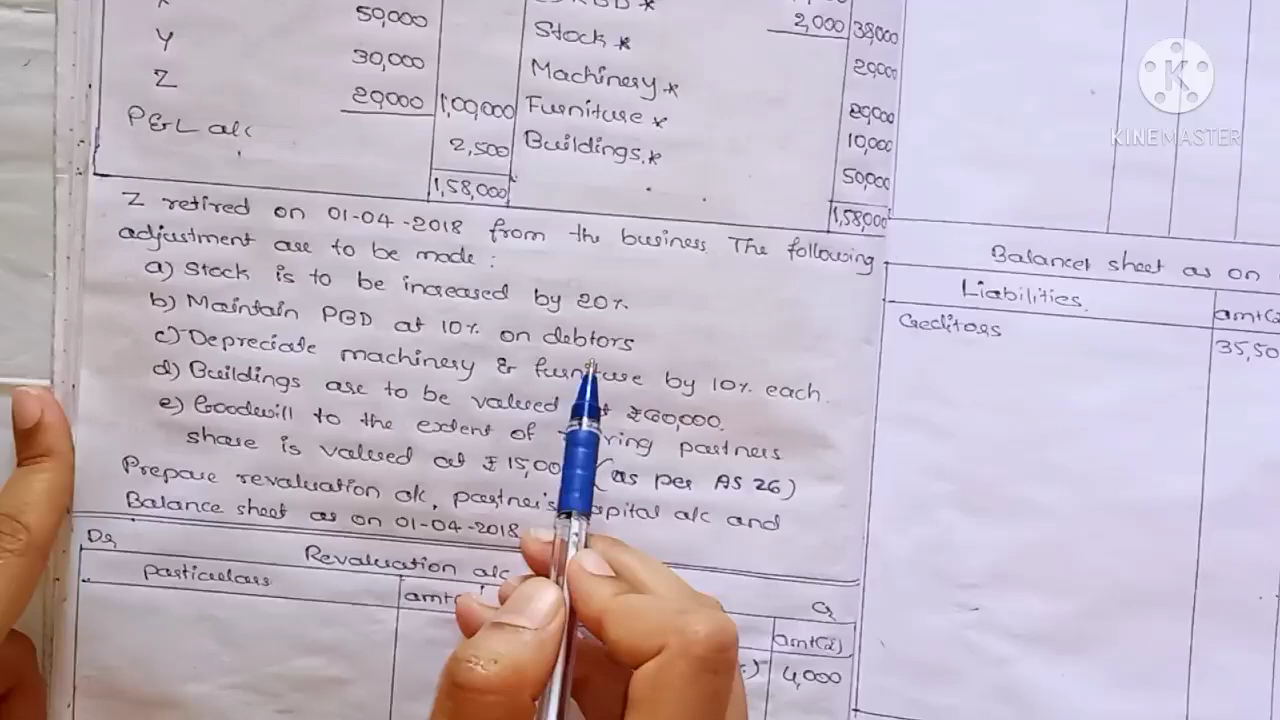 50,000
2,000 38,000
Stock *
Y 30,000 20,000
Machinery *
Z 20,000 1,00,000 20,000
Furniture *
P&L a/c 2,500 10,000
Buildings. *
50,000
1,58,000 1,58,000
Z retired on 01-04-2018 from the business. The following
adjustment are to be made:
a) Stock is to be increased by 20%.
b) Maintain PBD at 10% on debtors
c) Depreciate machinery & furniture by 10% each.
d) Buildings are to be valued ₹60,000.
e) Goodwill to the extent of partners
share is valued at ₹15,00 (as per AS 26)
Prepare revaluation a/c, partner's capital a/c and
Balance sheet as on 01-04-2018
Dr Revaluation a/c Cr
particulars amt(₹) amt(₹)
4,000
Balance sheet as on
Liabilities amt(₹)
Creditors 35,50
KINEMASTER